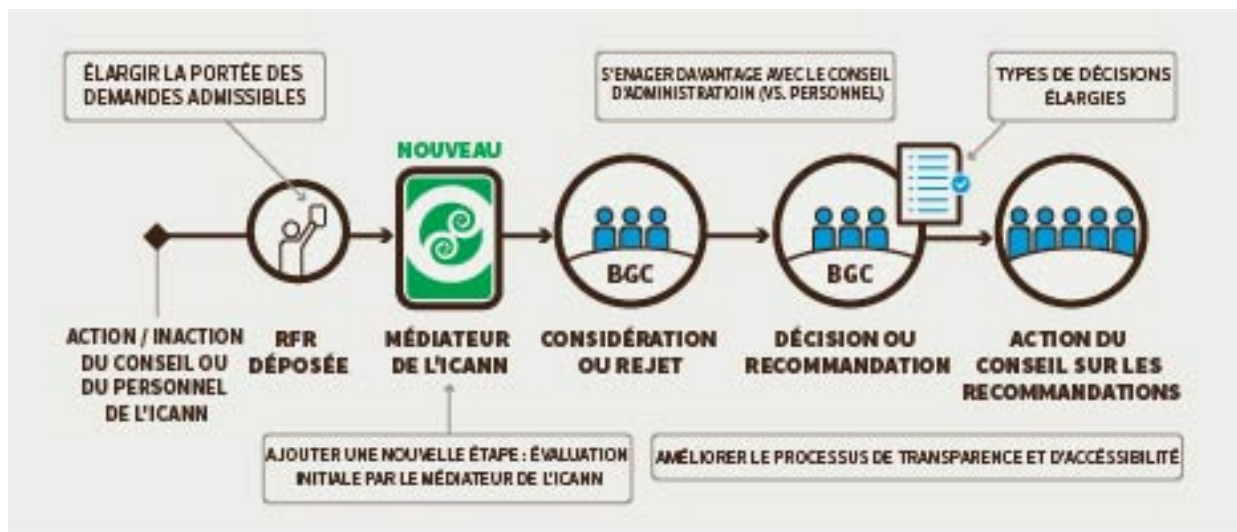 ÉLARGIR LA PORTÉE DES
DEMANDES ADMISSIBLES
S'ENAGER DAVANTAGE AVEC LE CONSEIL
D'ADMINISTRATIOIN (VS. PERSONNEL)
TYPES DE DÉCISIONS
ÉLARGIES
NOUVEAU
BGC
BGC
ACTION / INACTION
DU CONSEIL OU
DU PERSONNEL
DE L'ICANN
RFR
DÉPOSÉE
MÉDIATEUR
DE L'ICANN
CONSIDÉRATION
OU REJET
DÉCISION OU
RECOMMANDATION
ACTION DU
CONSEIL SUR LES
RECOMMANDATIONS
AJOUTER UNE NOUVELLE ÉTAPE : ÉVALUATION
INITIALE PAR LE MÉDIATEUR DE L'ICANN
AMÉLIORER LE PROCESSUS DE TRANSPARENCE ET D'ACCÉSSIBILITÉ